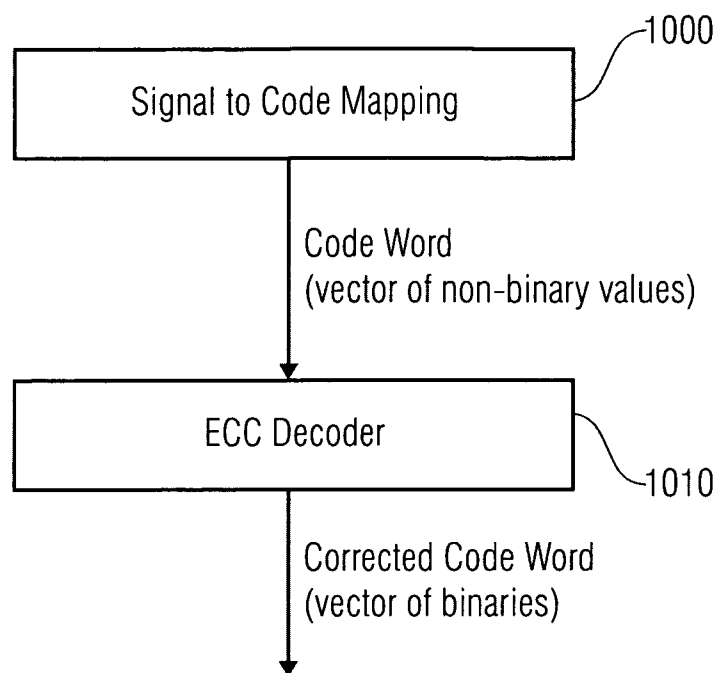 1000
Signal to Code Mapping
Code Word
(vector of non-binary values)
ECC Decoder
1010
Corrected Code Word
(vector of binaries)